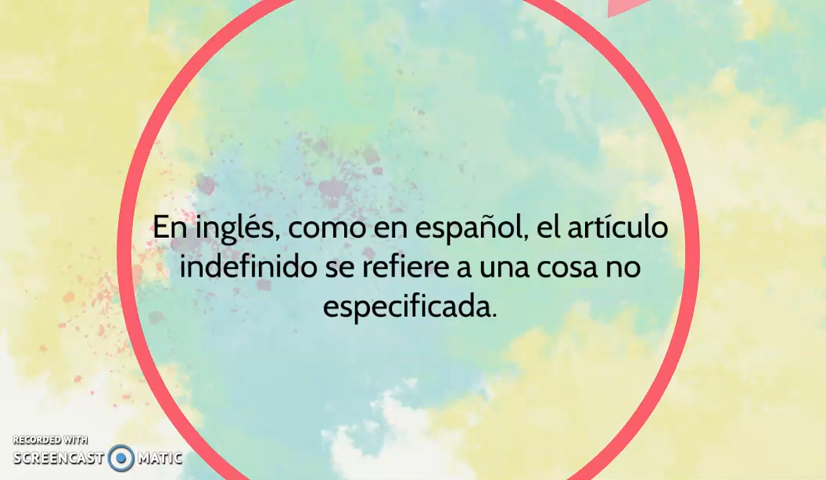 En inglés, como en español, el artículo
indefinido se refiere a una cosa no
especificada.
RECORDED WITH
SCREENCAST MATIC